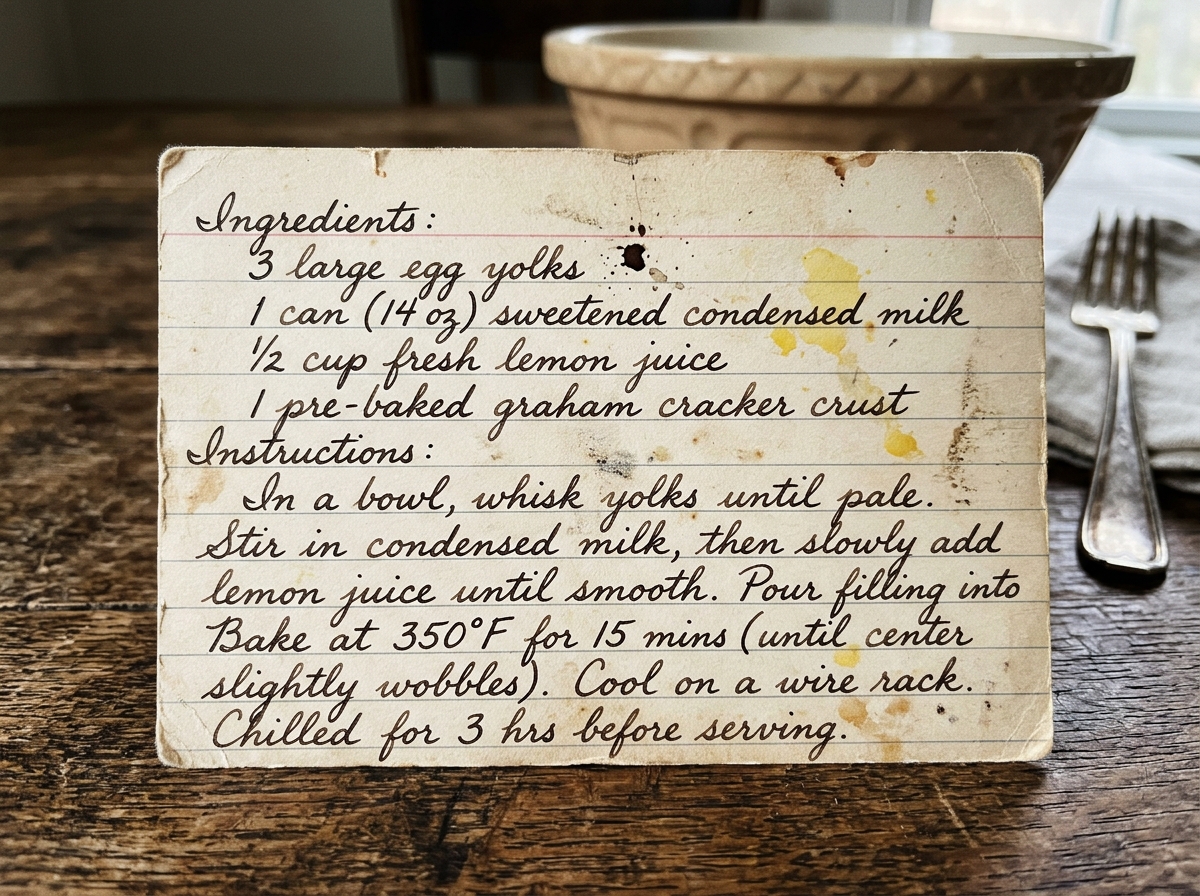 Ingredients:
3 large egg yolks
1 can (14 oz) sweetened condensed milk
1/2 cup fresh lemon juice
1 pre-baked graham cracker crust
Instructions:
In a bowl, whisk yolks until pale.
Stir in condensed milk, then slowly add
lemon juice until smooth. Pour filling into
Bake at 350°F for 15 mins (until center
slightly wobbles). Cool on a wire rack.
Chilled for 3 hrs before serving.